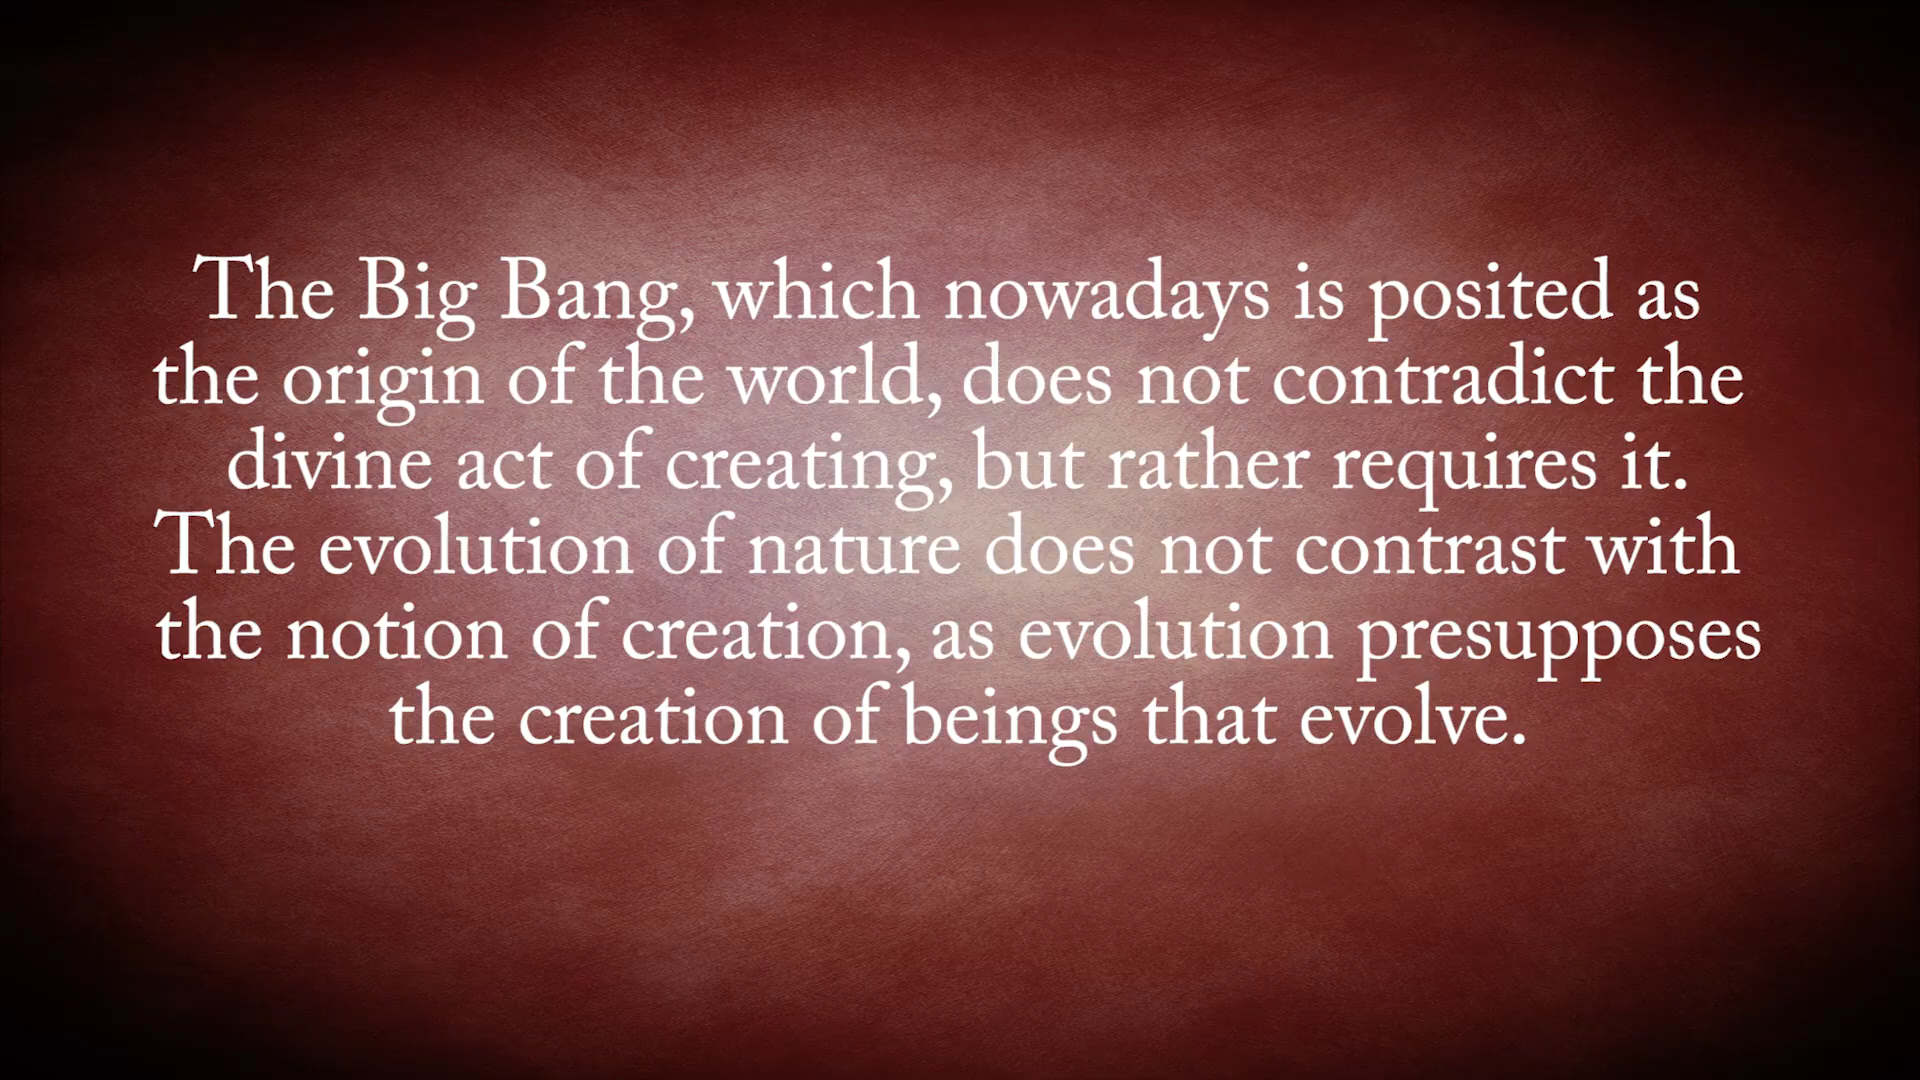 The Big Bang, which nowadays is posited as
the origin of the world, does not contradict the
divine act of creating, but rather requires it.
The evolution of nature does not contrast with
the notion of creation, as evolution presupposes
the creation of beings that evolve.